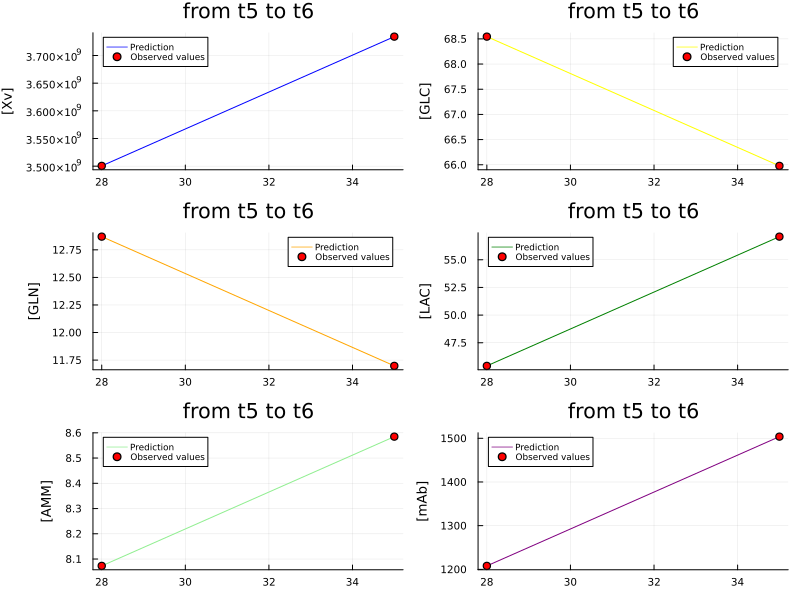 from t5 to t6
[Xv]
3.700×10⁹
3.650×10⁹
3.600×10⁹
3.550×10⁹
3.500×10⁹
Prediction
Observed values
28 30 32 34
from t5 to t6
[GLC]
68.5
68.0
67.5
67.0
66.5
66.0
Prediction
Observed values
28 30 32 34
from t5 to t6
[GLN]
12.75
12.50
12.25
12.00
11.75
Prediction
Observed values
28 30 32 34
from t5 to t6
[LAC]
55.0
52.5
50.0
47.5
Prediction
Observed values
28 30 32 34
from t5 to t6
[AMM]
8.6
8.5
8.4
8.3
8.2
8.1
Prediction
Observed values
28 30 32 34
from t5 to t6
[mAb]
1500
1400
1300
1200
Prediction
Observed values
28 30 32 34